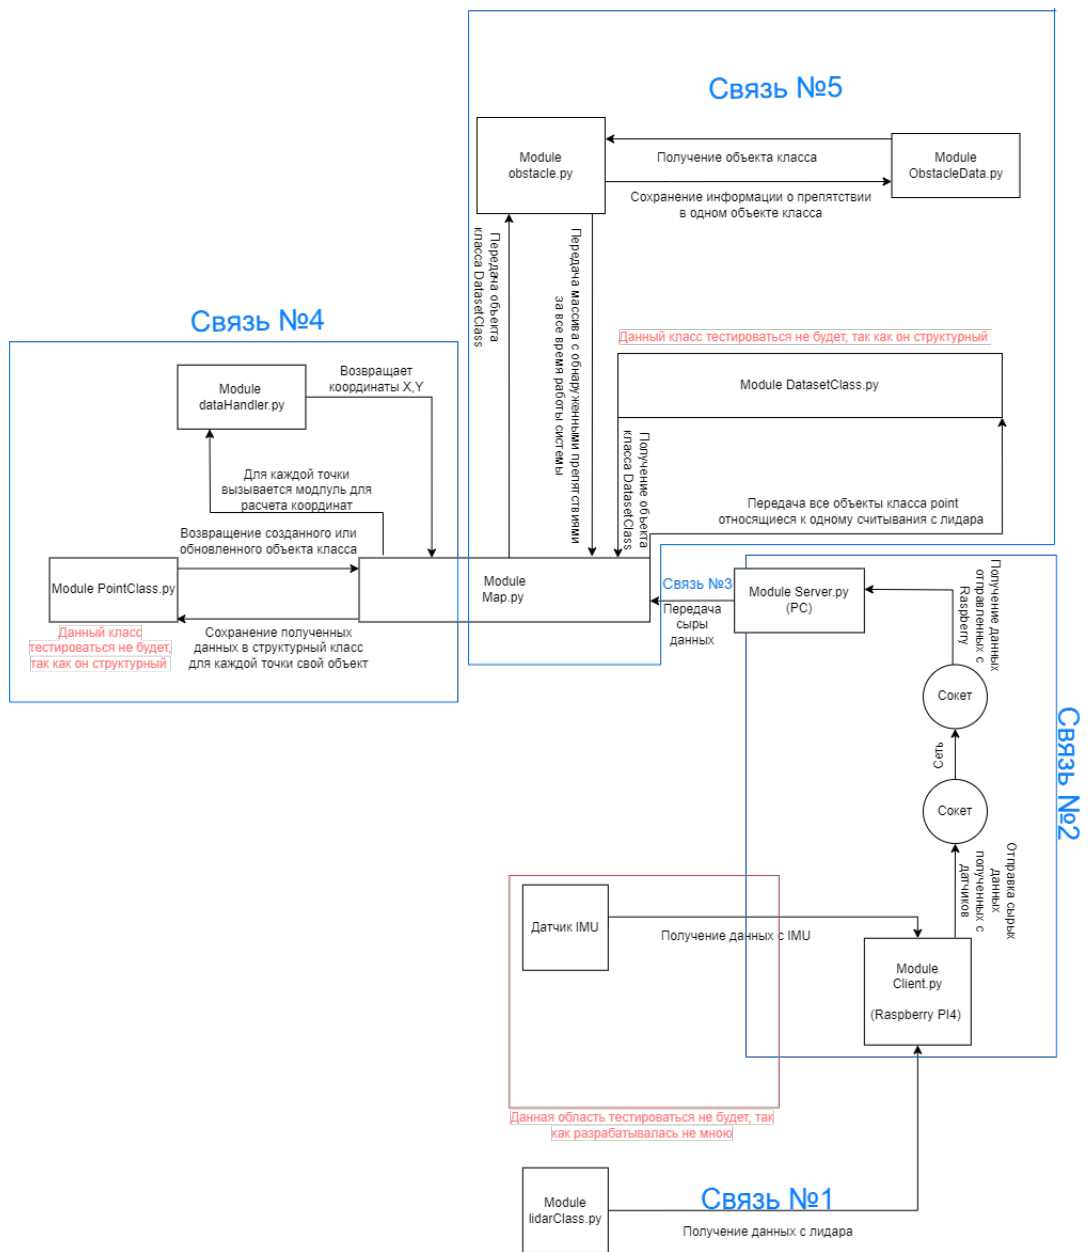 Связь №5
Module
obstacle.py
Получение объекта класса
Module
ObstacleData.py
Сохранение информации о препятствии
в одном объекте класса
Передача объекта
класса DatasetClass
Передача массива с обнаруженными препятствиями
за все время работы системы
Данный класс тестироваться не будет, так как он структурный
Module DatasetClass.py
Получение объекта
класса DatasetClass
Передача все объекты класса point
относящиеся к одному считывания с лидара
Связь №4
Module
dataHandler.py
Возвращает
координаты X,Y
Для каждой точки
вызывается модлуль для
расчета координат
Возвращение созданного или
обновленного объекта класса
Module PointClass.py
Данный класс
тестироваться не будет,
так как он структурный
Сохранение полученных
данных в структурный класс
для каждой точки свой объект
Module
Map.py
Связь №3
Передача
сыры
данных
Module Server.py
(PC)
Получение данных
отправленных с
Raspberry
Сокет
Сеть
Сокет
Связь №2
Отправка сырых
данных
полученных с
датчиков
Датчик IMU
Получение данных с IMU
Module
Client.py
(Raspberry PI4)
Данная область тестироваться не будет, так
как разрабатывалась не мною
Module
lidarClass.py
Связь №1
Получение данных с лидара